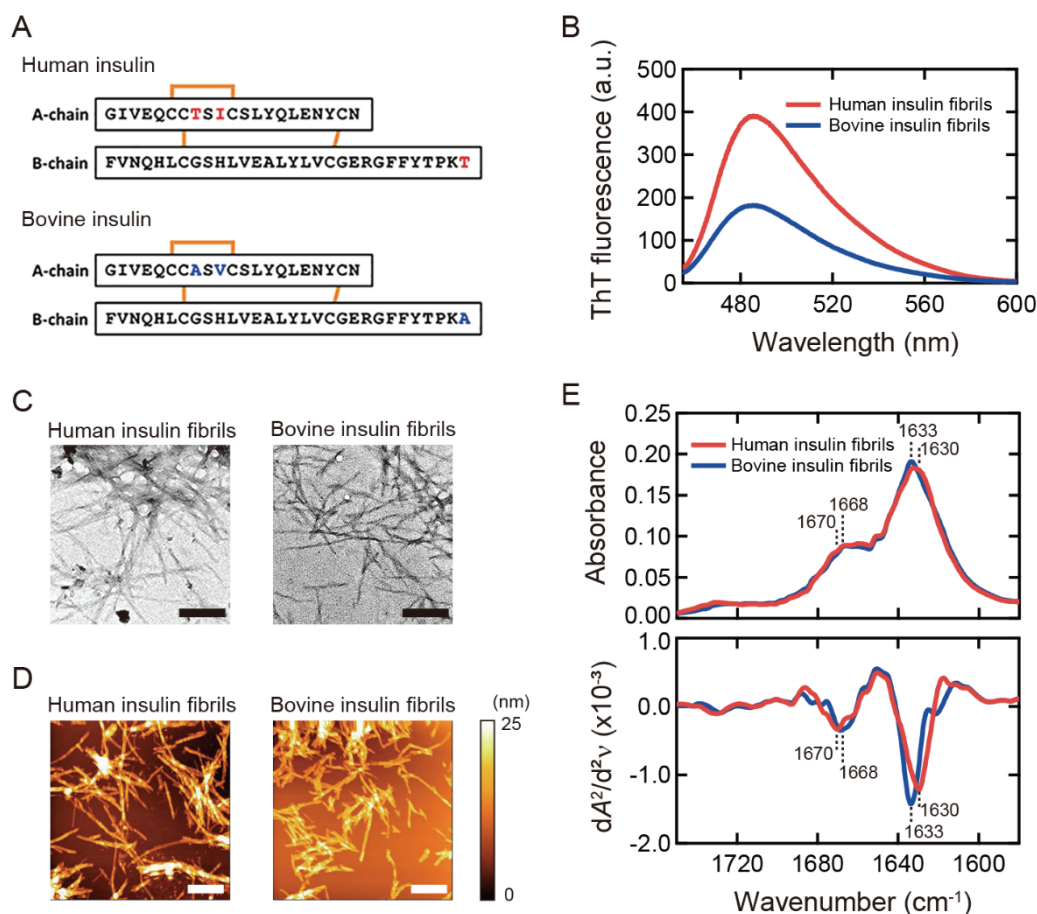 A
Human insulin
A-chain GIVEQCCTSICSLYQLENYCN
B-chain FVNQHLCGSHLVEALYLVCGERGFFYTPKT
Bovine insulin
A-chain GIVEQCCASVCSLYQLENYCN
B-chain FVNQHLCGSHLVEALYLVCGERGFFYTPKA
B
500
400
300
200
100
0
ThT fluorescence (a.u.)
Human insulin fibrils
Bovine insulin fibrils
480 520 560 600
Wavelength (nm)
C
Human insulin fibrils Bovine insulin fibrils
D
Human insulin fibrils Bovine insulin fibrils
(nm)
25
0
E
0.25
0.20
0.15
0.10
0.05
0.00
Absorbance
Human insulin fibrils
Bovine insulin fibrils
1633
1630
1668
1670
1.0
0.0
-1.0
-2.0
dA²/d²ν (x10⁻³)
1670
1668
1630
1633
1720 1680 1640 1600
Wavenumber (cm⁻¹)